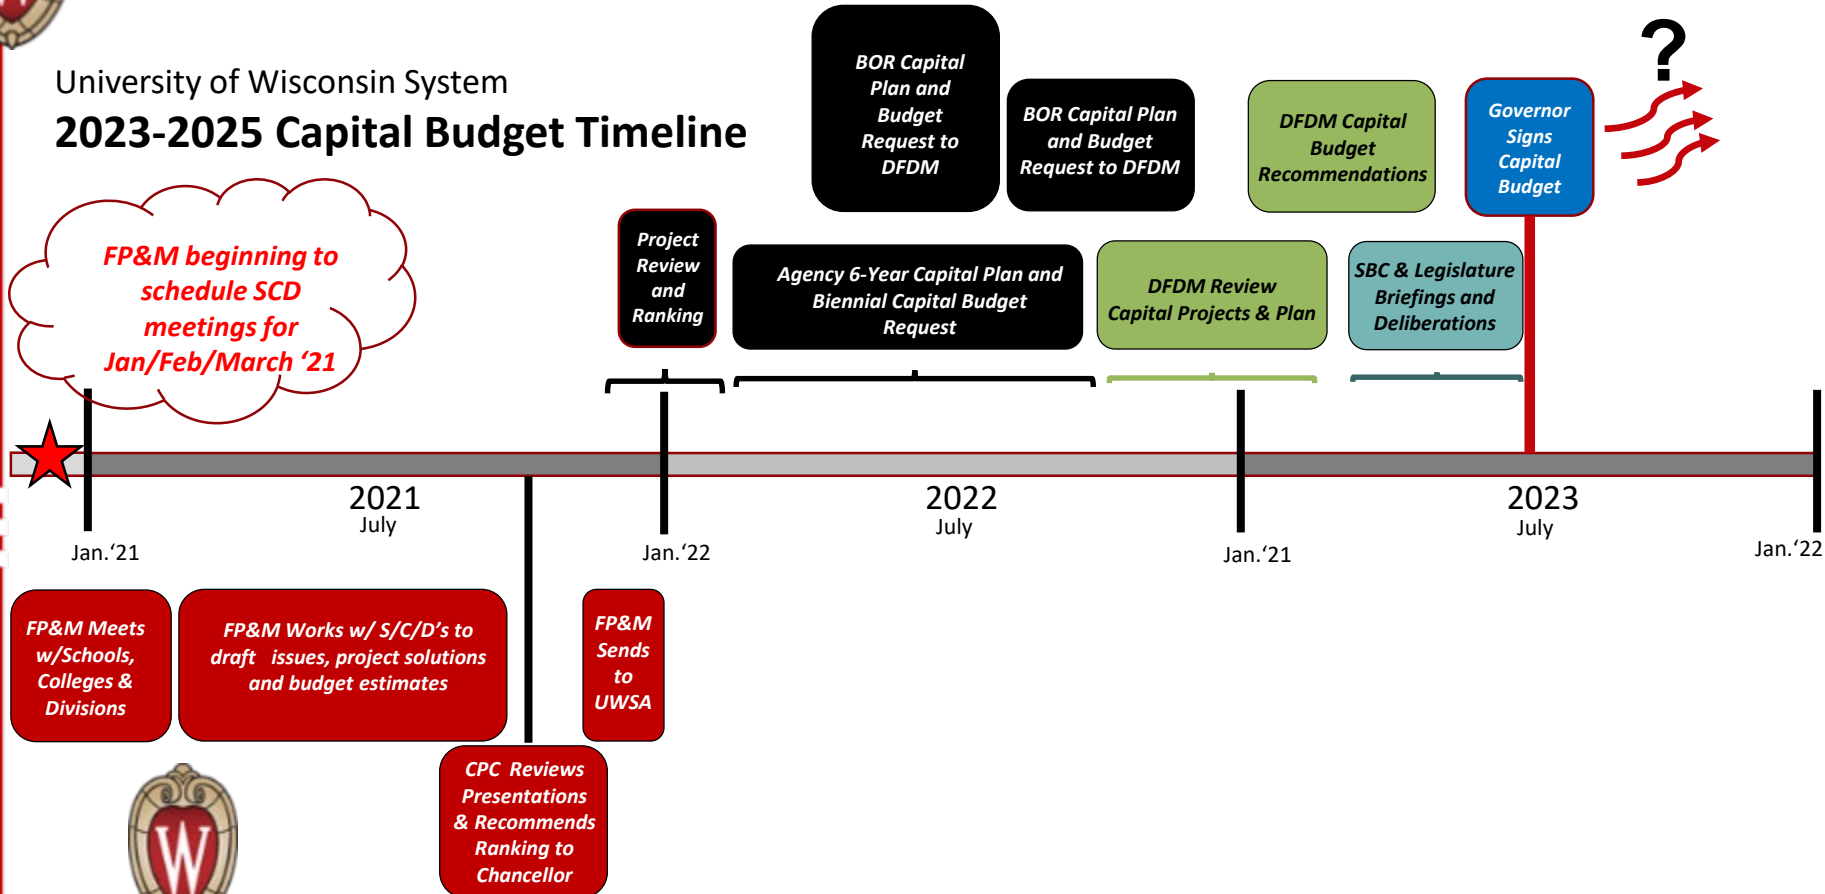 University of Wisconsin System
2023-2025 Capital Budget Timeline
FP&M beginning to
schedule SCD
meetings for
Jan/Feb/March ‘21
BOR Capital
Plan and
Budget
Request to
DFDM
BOR Capital Plan
and Budget
Request to DFDM
DFDM Capital
Budget
Recommendations
Governor
Signs
Capital
Budget
?
Project
Review
and
Ranking
Agency 6-Year Capital Plan and
Biennial Capital Budget
Request
DFDM Review
Capital Projects & Plan
SBC & Legislature
Briefings and
Deliberations
2021
July
2022
July
2023
July
Jan.‘21
Jan.‘22
Jan.‘21
Jan.‘22
FP&M Meets
w/Schools,
Colleges &
Divisions
FP&M Works w/ S/C/D’s to
draft issues, project solutions
and budget estimates
FP&M
Sends
to
UWSA
CPC Reviews
Presentations
& Recommends
Ranking to
Chancellor
W